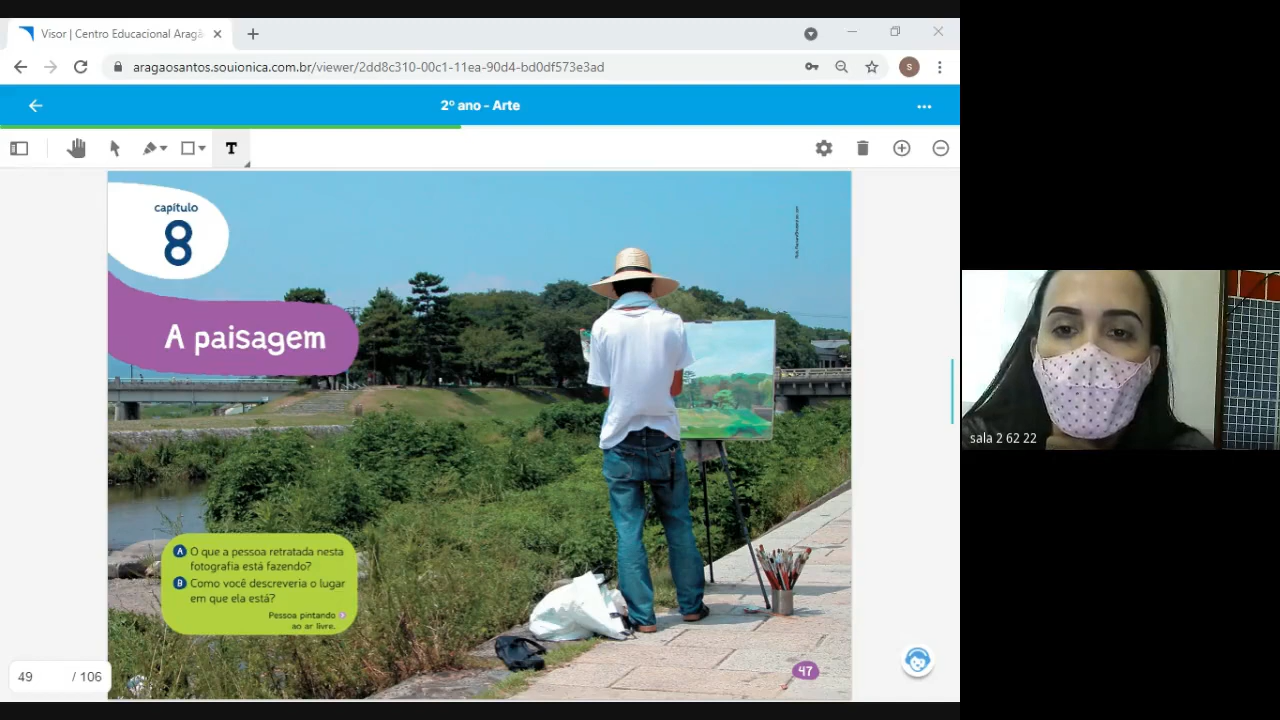 Visor | Centro Educacional Aragã
aragaosantos.souionica.com.br/viewer/2dd8c310-00c1-11ea-90d4-bd0df573e3ad
s
2º ano - Arte
T
capítulo
8
A paisagem
A O que a pessoa retratada nesta
fotografia está fazendo?
B Como você descreveria o lugar
em que ela está?
Pessoa pintando
ao ar livre.
47
49 / 106
sala 2 62 22